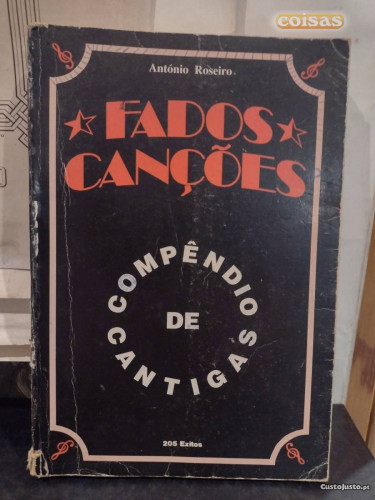 coisas
António Roseiro
FADOS
CANÇÕES
COMPÊNDIO
DE
CANTIGAS
205 Exitos
CustoJusto.pt